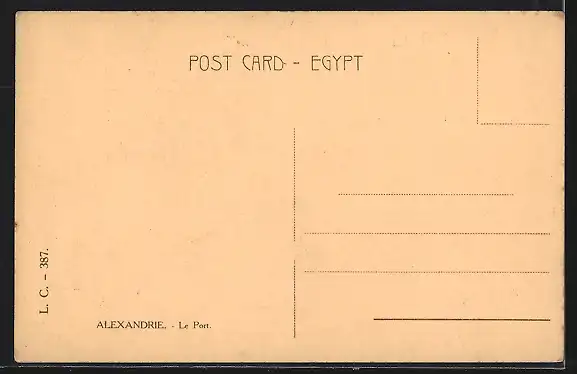 POST CARD - EGYPT
L. C. - 387.
ALEXANDRIE. - Le Port.